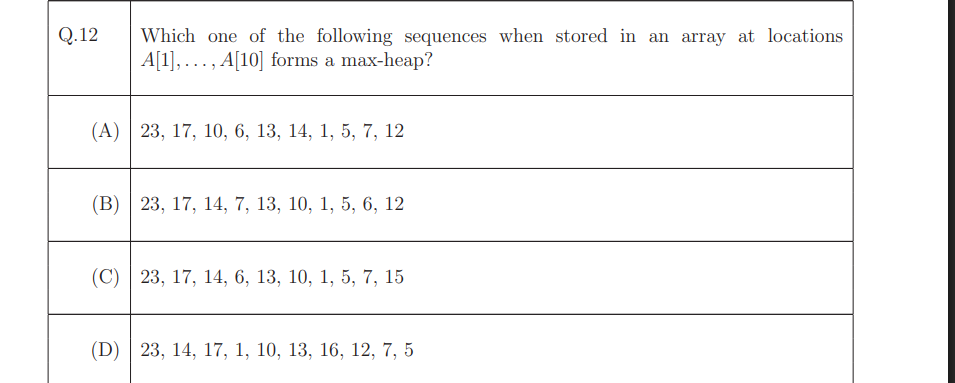 Q.12 Which one of the following sequences when stored in an array at locations
A[1], . . . , A[10] forms a max-heap?
(A) 23, 17, 10, 6, 13, 14, 1, 5, 7, 12
(B) 23, 17, 14, 7, 13, 10, 1, 5, 6, 12
(C) 23, 17, 14, 6, 13, 10, 1, 5, 7, 15
(D) 23, 14, 17, 1, 10, 13, 16, 12, 7, 5